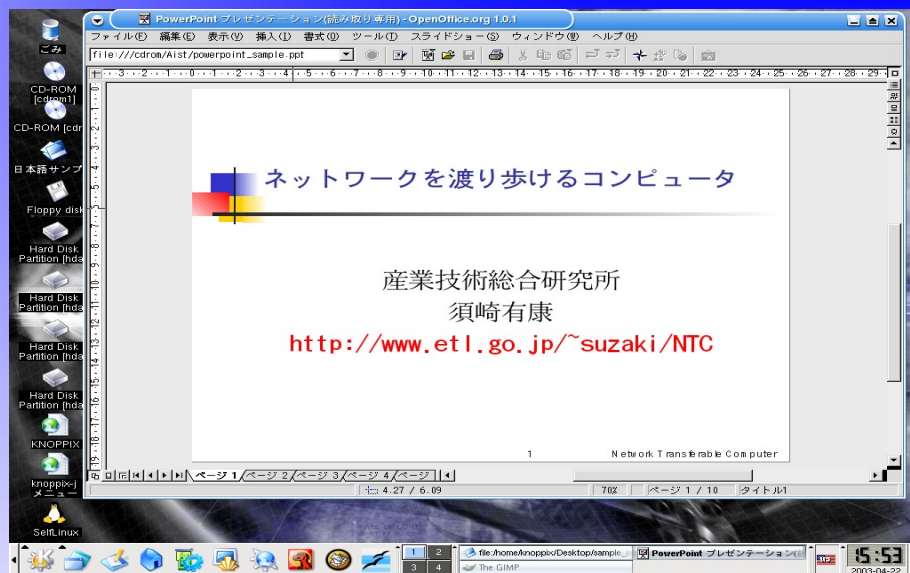 PowerPoint プレゼンテーション(読み取り専用) - OpenOffice.org 1.0.1
ファイル(F) 編集(E) 表示(V) 挿入(I) 書式(O) ツール(T) スライドショー(S) ウィンドウ(W) ヘルプ(H)
file:///cdrom/Aist/powerpoint_sample.ppt
ごみ
CD-ROM
[cdrom1]
CD-ROM [cdr
日本語サンプ
Floppy disk
Hard Disk
Partition [hda
Hard Disk
Partition [hda
Hard Disk
Partition [hda
Hard Disk
Partition [hda
KNOPPIX
knoppix-j
メニュー
SelfLinux
ネットワークを渡り歩けるコンピュータ
産業技術総合研究所
須崎有康
http://www.etl.go.jp/~suzaki/NTC
1 Network Transferable Computer
ページ 1 ページ 2 ページ 3 ページ 4 ページ
4.27 / 6.09 70% ページ 1 / 10 タイトル1
1 2
3 4
file:/home/knoppix/Desktop/sample_
The GIMP
PowerPoint プレゼンテーション(
15:53
2003-04-22